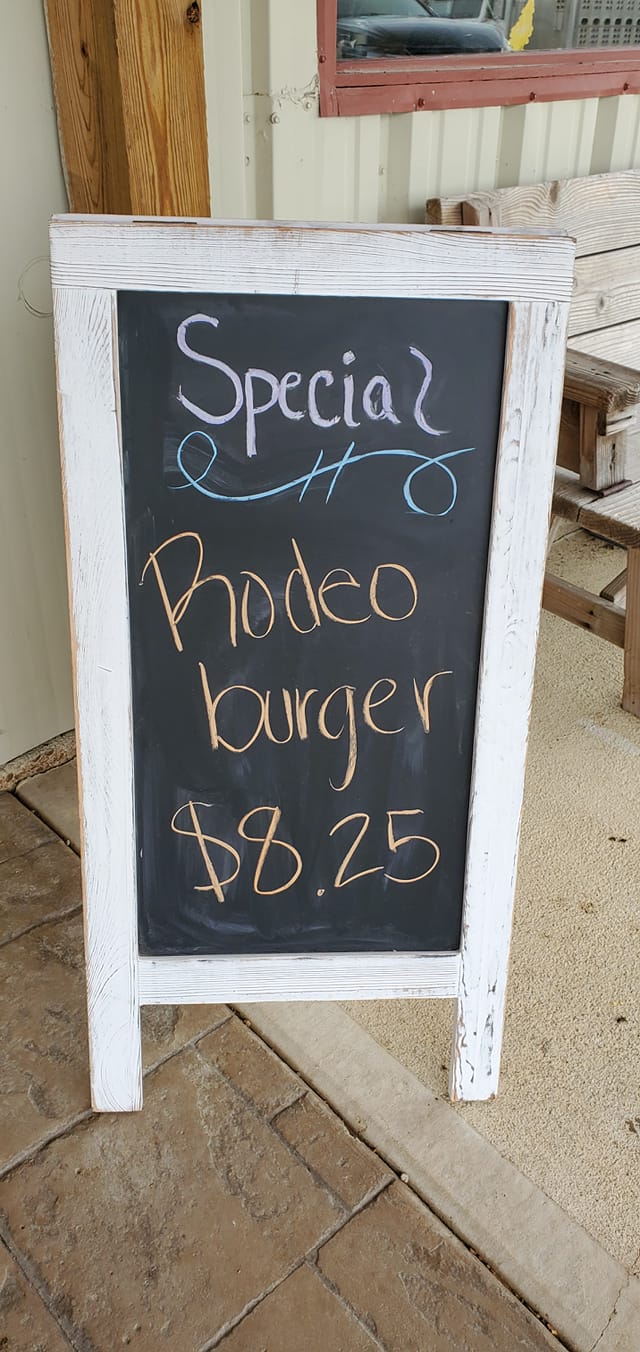 Special
Rodeo
burger
$8.25